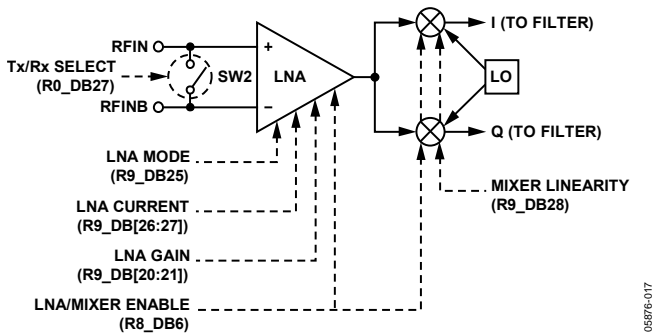 RFIN
I (TO FILTER)
Tx/Rx SELECT
(R0_DB27)
SW2
LNA
LO
RFINB
Q (TO FILTER)
LNA MODE
(R9_DB25)
MIXER LINEARITY
(R9_DB28)
LNA CURRENT
(R9_DB[26:27])
LNA GAIN
(R9_DB[20:21])
LNA/MIXER ENABLE
(R8_DB6)
05876-017
+
−